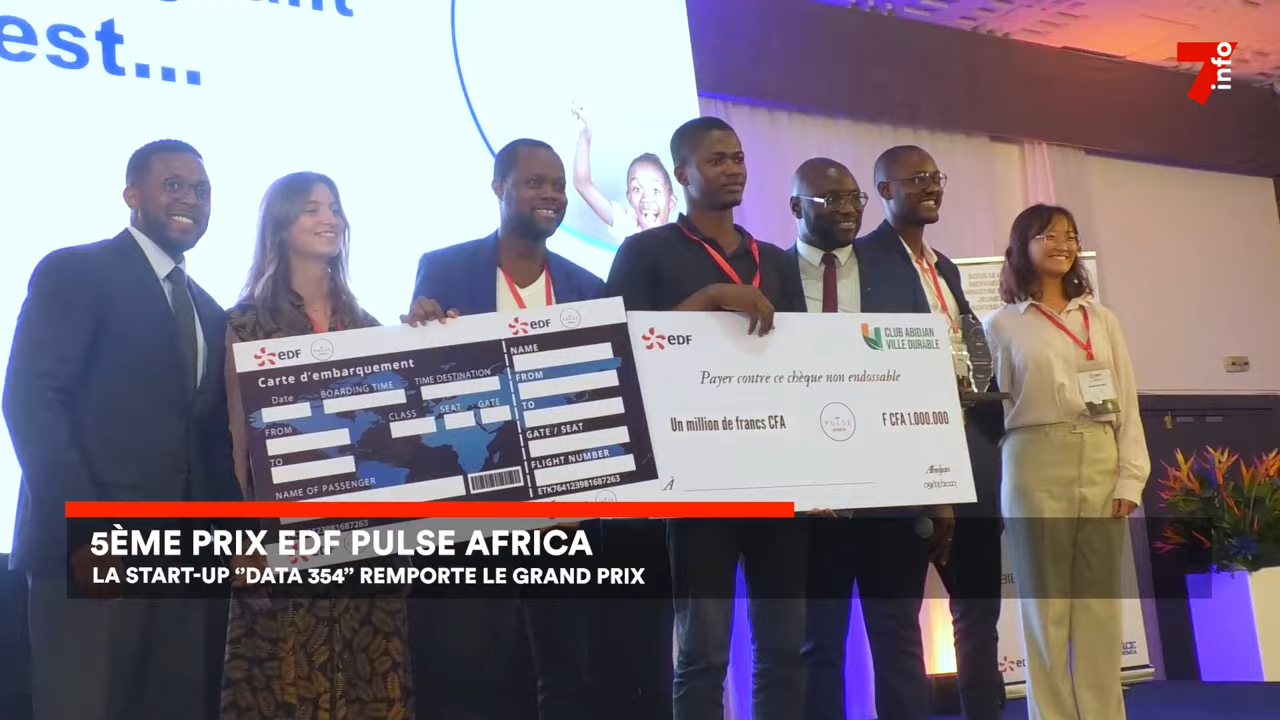 est...
7info
EDF
Carte d'embarquement
Date
BOARDING TIME
TIME DESTINATION
CLASS
SEAT
GATE
FROM
TO
NAME OF PASSENGER
EDF
NAME
FROM
TO
GATE / SEAT
FLIGHT NUMBER
ETK764123981687263
EDF
CLUB ABIDJAN
VILLE DURABLE
Payer contre ce chèque non endossable
Un million de francs CFA
PULSE
F CFA 1.000.000
À
Abidjan
5ÈME PRIX EDF PULSE AFRICA
LA START-UP “DATA 354” REMPORTE LE GRAND PRIX